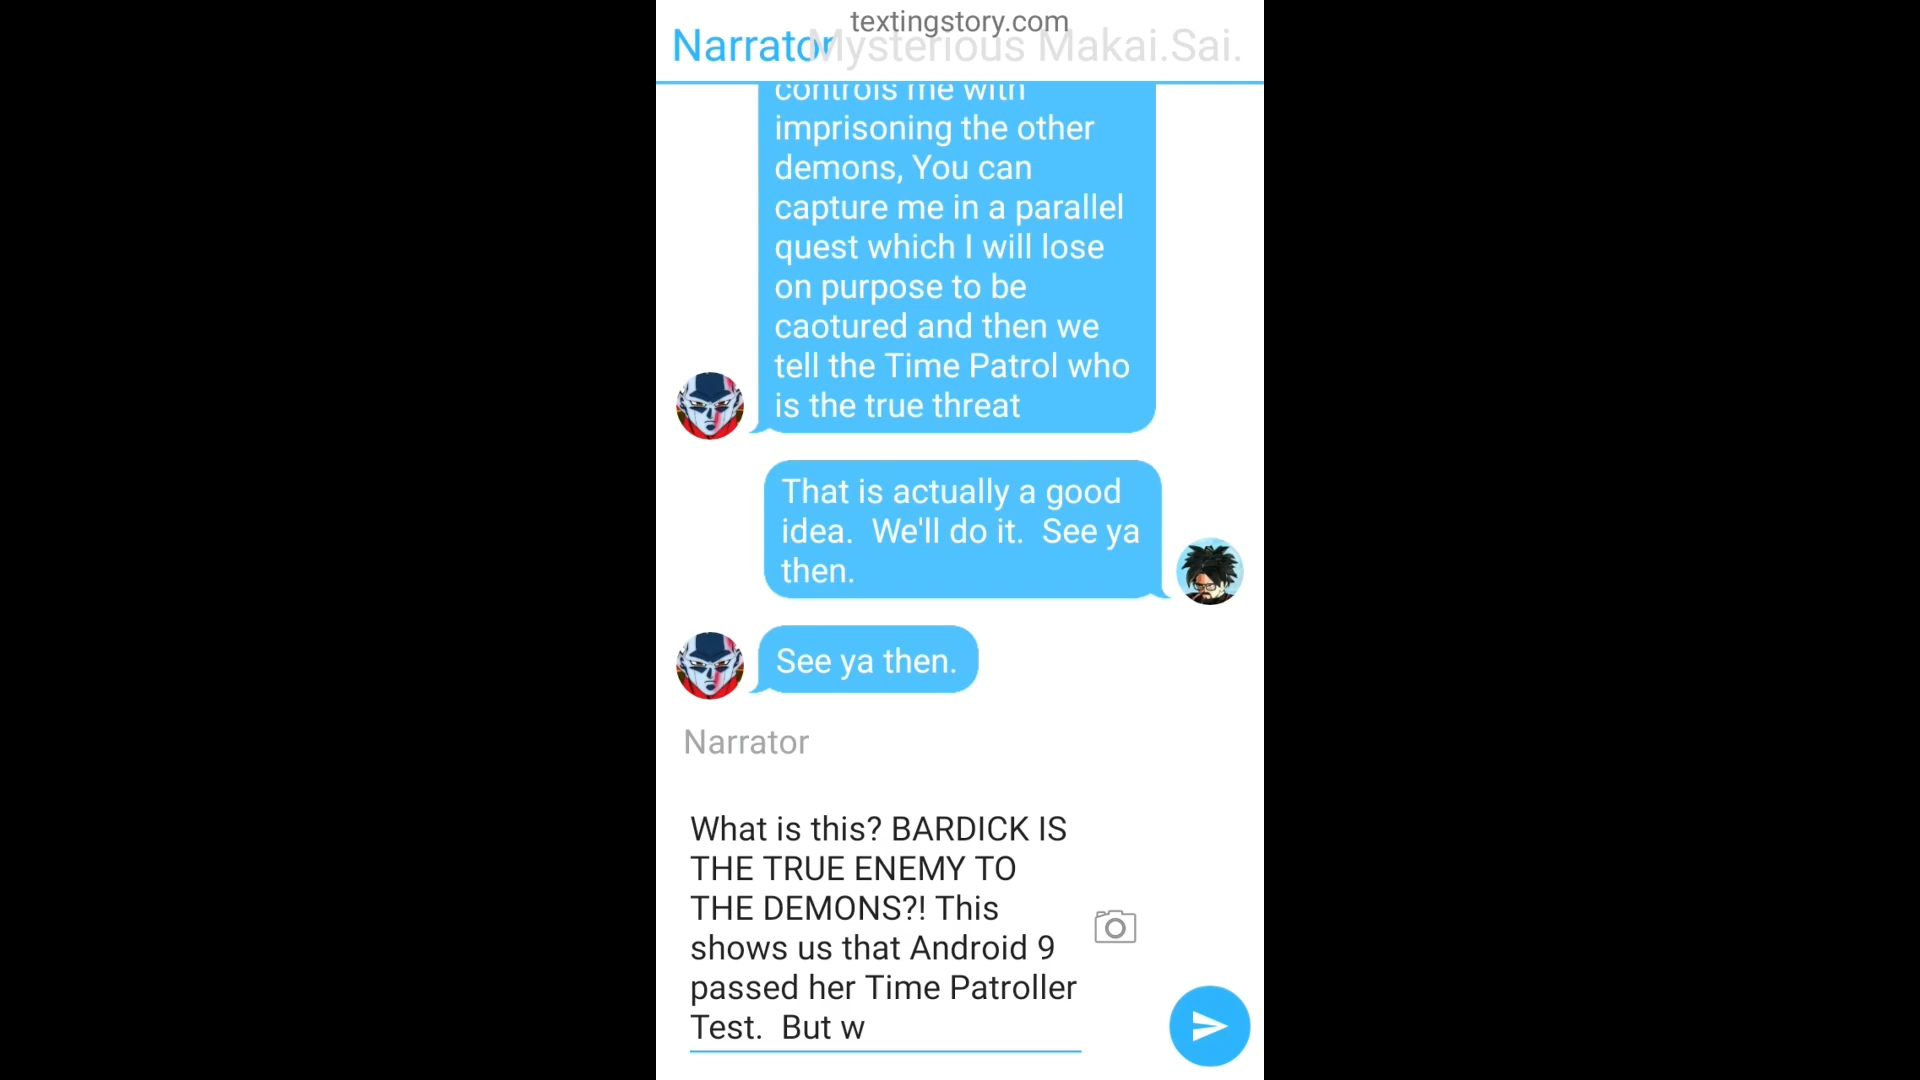 textingstory.com
Narrator Mysterious Makai.Sai.
controls me with
imprisoning the other
demons, You can
capture me in a parallel
quest which I will lose
on purpose to be
caotured and then we
tell the Time Patrol who
is the true threat
That is actually a good
idea.  We'll do it.  See ya
then.
See ya then.
Narrator
What is this? BARDICK IS
THE TRUE ENEMY TO
THE DEMONS?! This
shows us that Android 9
passed her Time Patroller
Test.  But w